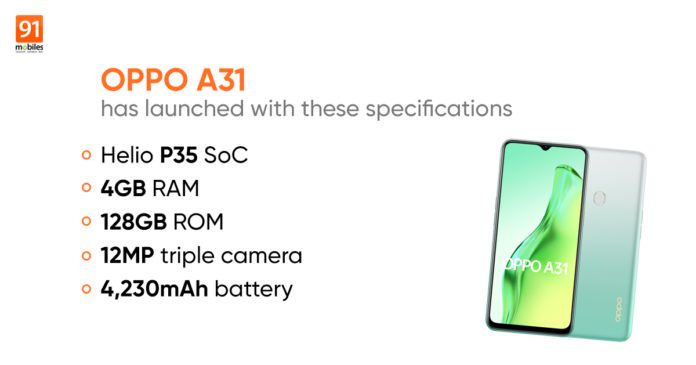 91
mobiles
OPPO A31
has launched with these specifications
Helio P35 SoC
4GB RAM
128GB ROM
12MP triple camera
4,230mAh battery
OPPO A31
oppo